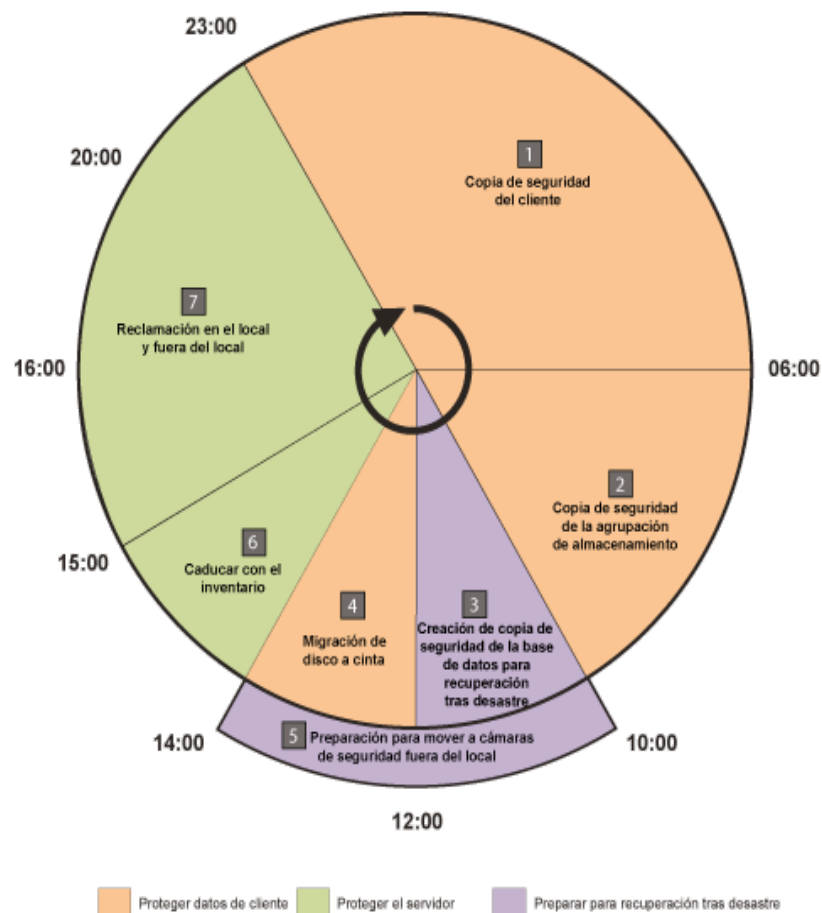 23:00
20:00
1
Copia de seguridad
del cliente
7
Reclamación en el local
y fuera del local
16:00
06:00
2
Copia de seguridad
de la agrupación
de almacenamiento
6
Caducar con el
inventario
15:00
4
Migración de
disco a cinta
3
Creación de copia de
seguridad de la base
de datos para
recuperación
tras desastre
5 Preparación para mover a cámaras
de seguridad fuera del local
14:00
10:00
12:00
Proteger datos de cliente
Proteger el servidor
Preparar para recuperación tras desastre